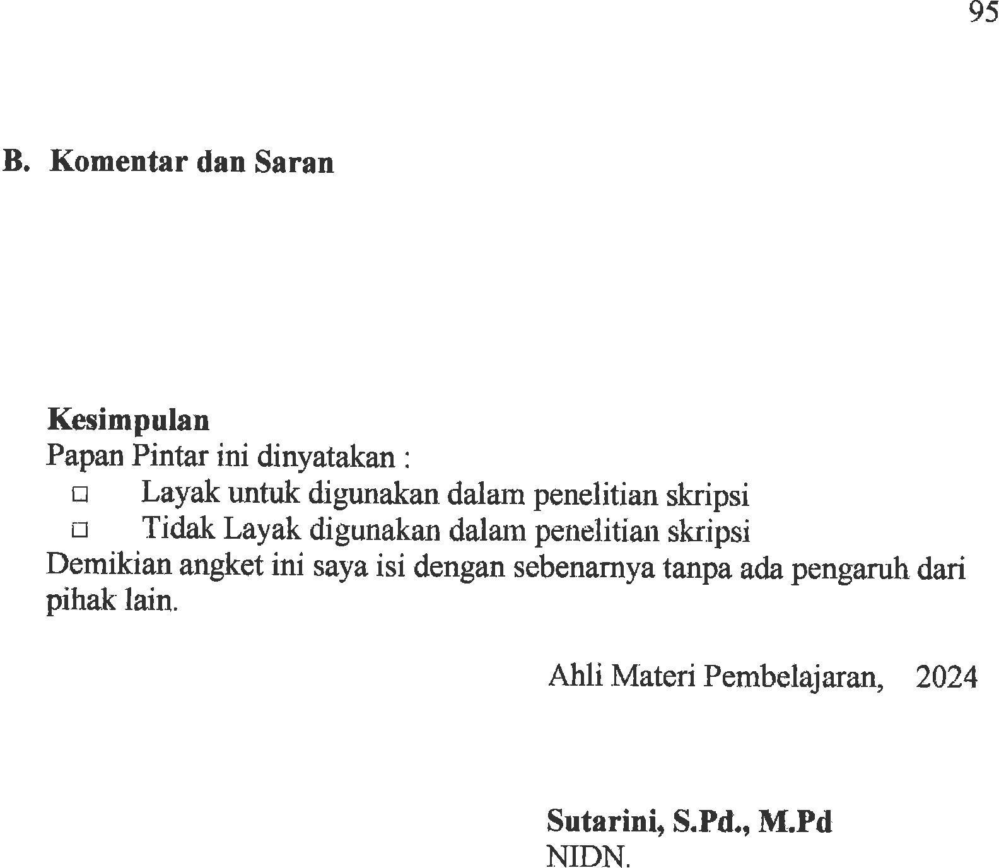 95
B. Komentar dan Saran
Kesimpulan
Papan Pintar ini dinyatakan :
□ Layak untuk digunakan dalam penelitian skripsi
□ Tidak Layak digunakan dalam penelitian skripsi
Demikian angket ini saya isi dengan sebenarnya tanpa ada pengaruh dari
pihak lain.
Ahli Materi Pembelajaran, 2024
Sutarini, S.Pd., M.Pd
NIDN.